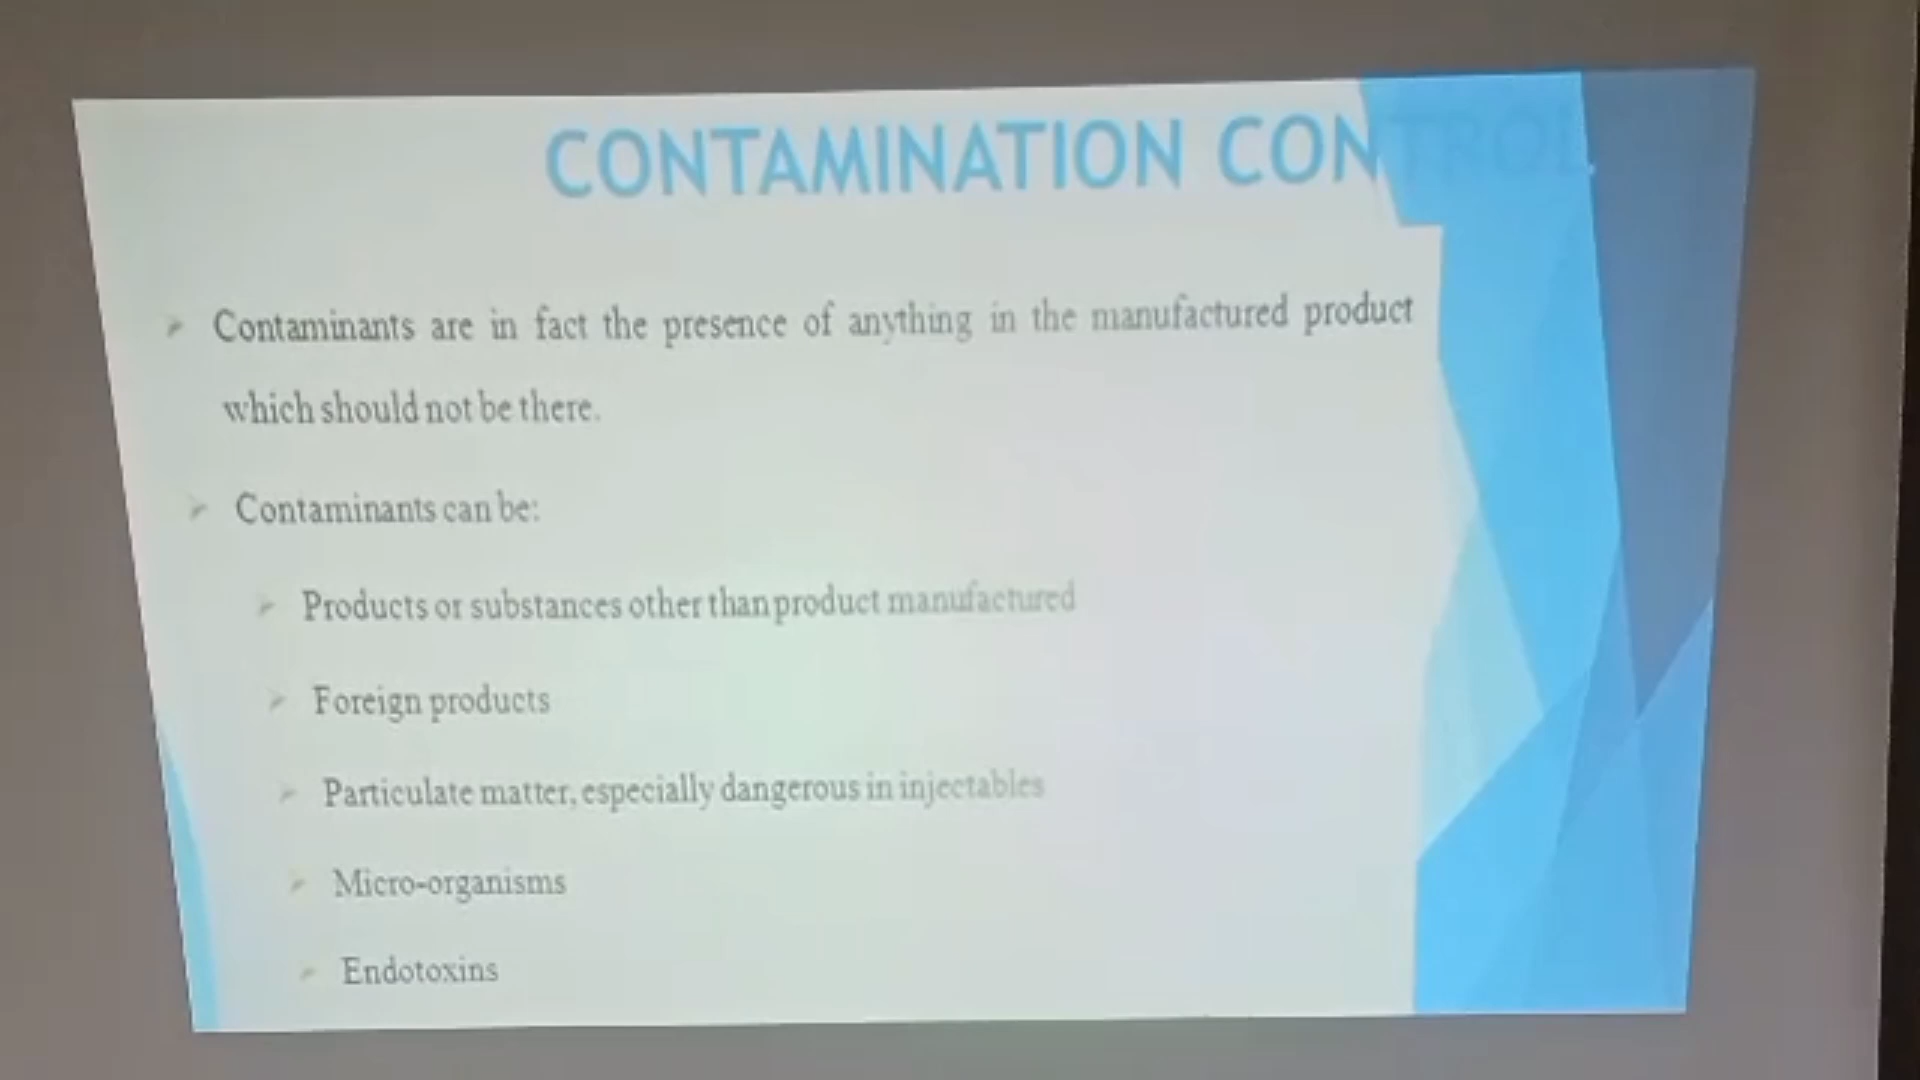 CONTAMINATION CONTROL
Contaminants are in fact the presence of anything in the manufactured product
which should not be there.
Contaminants can be:
Products or substances other than product manufactured
Foreign products
Particulate matter, especially dangerous in injectables
Micro-organisms
Endotoxins